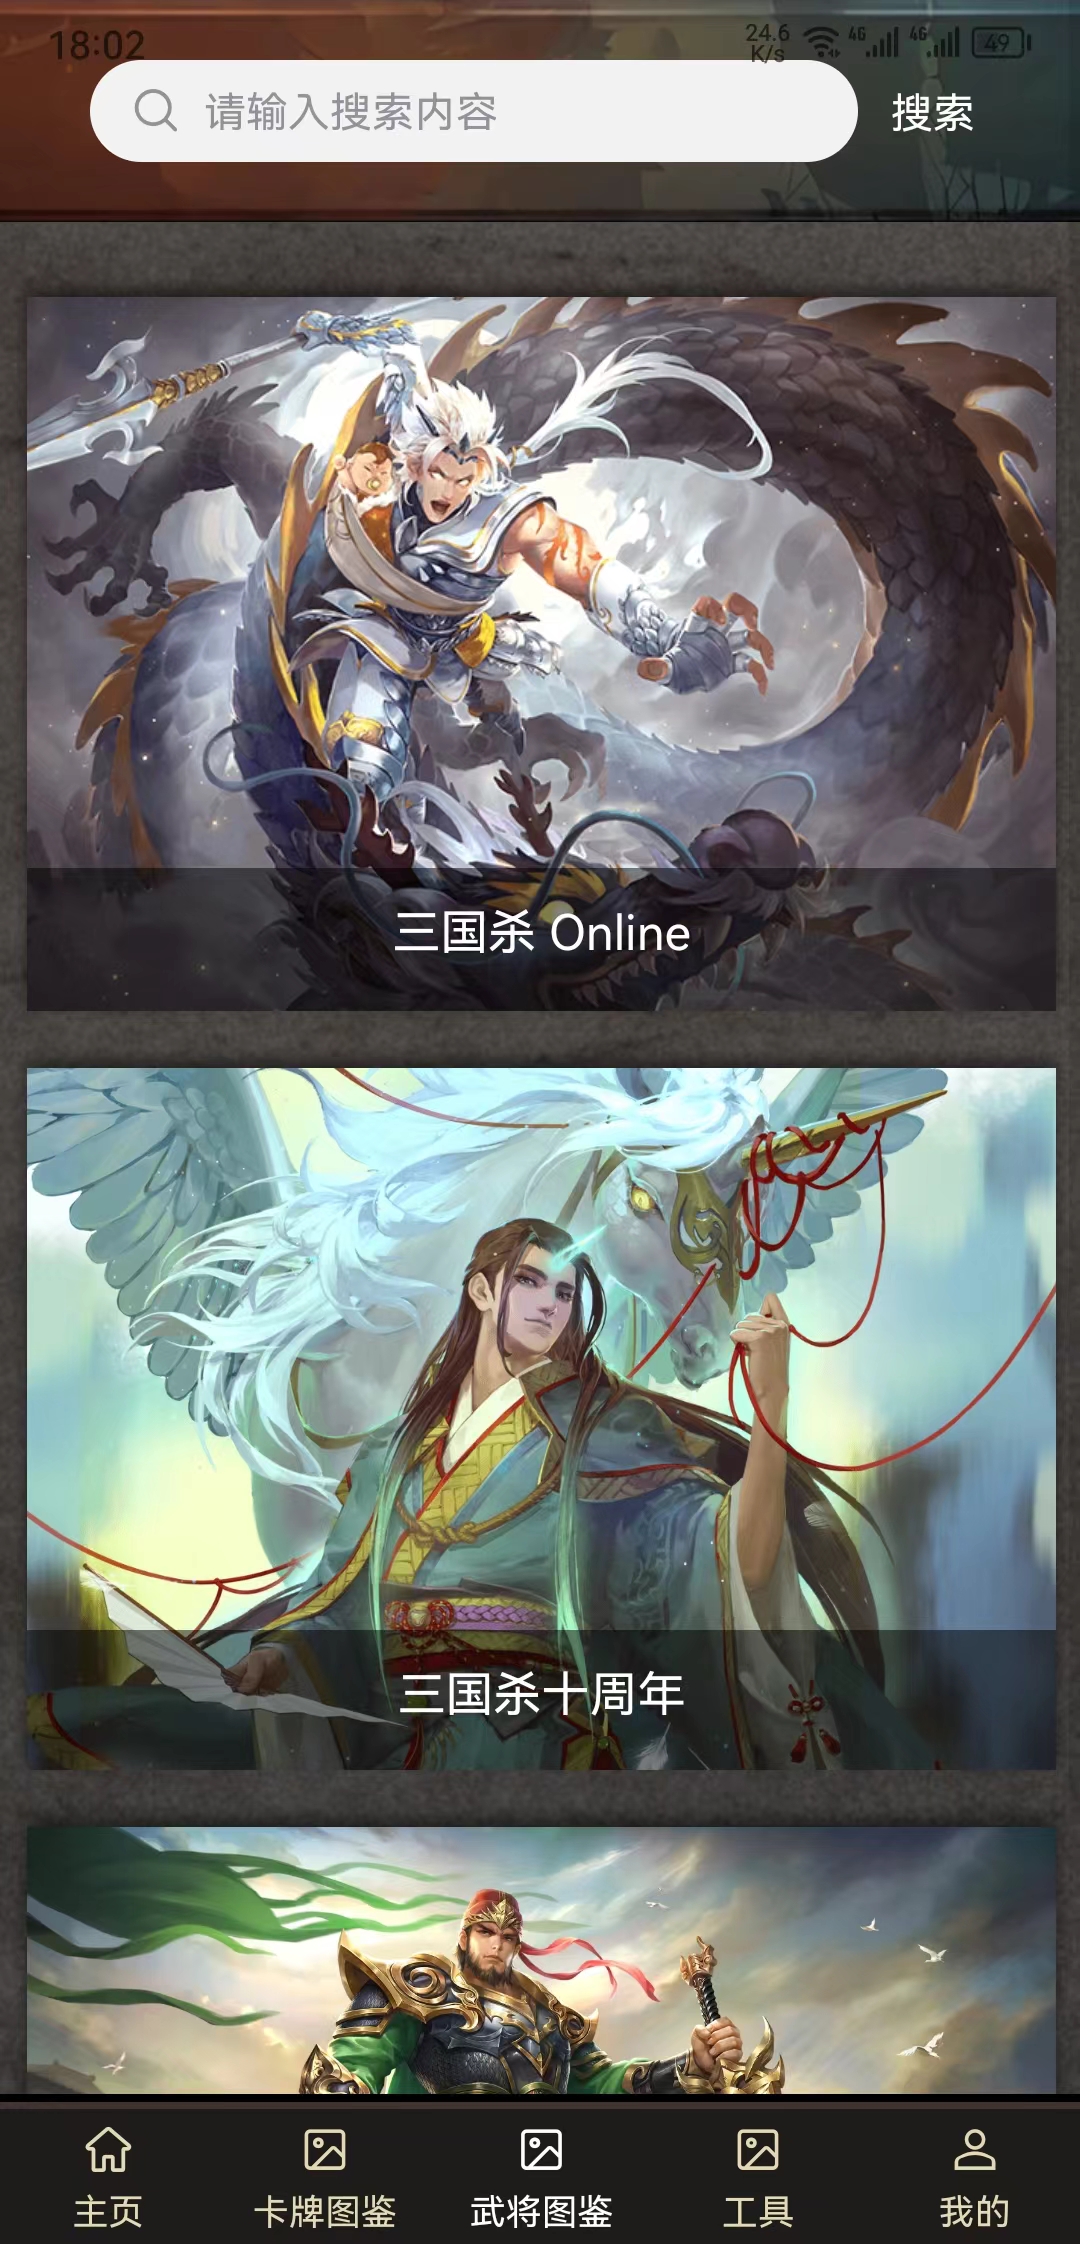 18:02
24.6
K/s
4G
4G
49
请输入搜索内容
搜索
三国杀 Online
三国杀十周年
主页
卡牌图鉴
武将图鉴
工具
我的